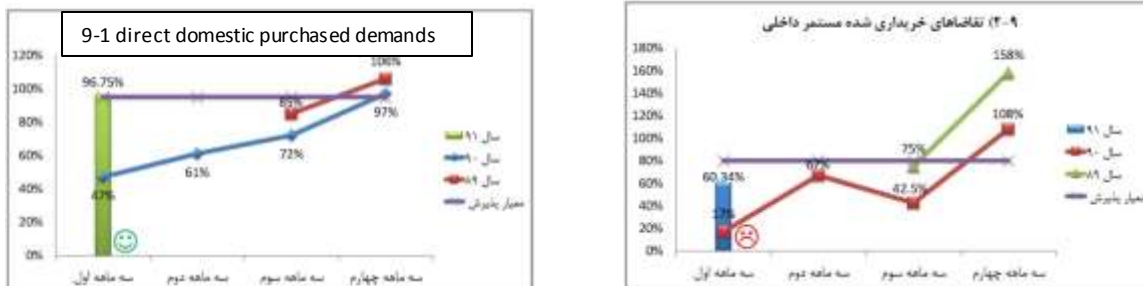 9-1 direct domestic purchased demands
120%
100%
80%
60%
40%
20%
0%
96.75%
47%
61%
85%
72%
106%
97%
سال ۹۱
سال ۹۰
سال ۸۹
معیار پذیرش
سه ماهه اول
سه ماهه دوم
سه ماهه سوم
سه ماهه چهارم
۹-۲) تقاضاهای خریداری شده مستمر داخلی
180%
160%
140%
120%
100%
80%
60%
40%
20%
0%
60.34%
17%
67%
75%
42.5%
158%
108%
سال ۹۱
سال ۹۰
سال ۸۹
معیار پذیرش
سه ماهه اول
سه ماهه دوم
سه ماهه سوم
سه ماهه چهارم